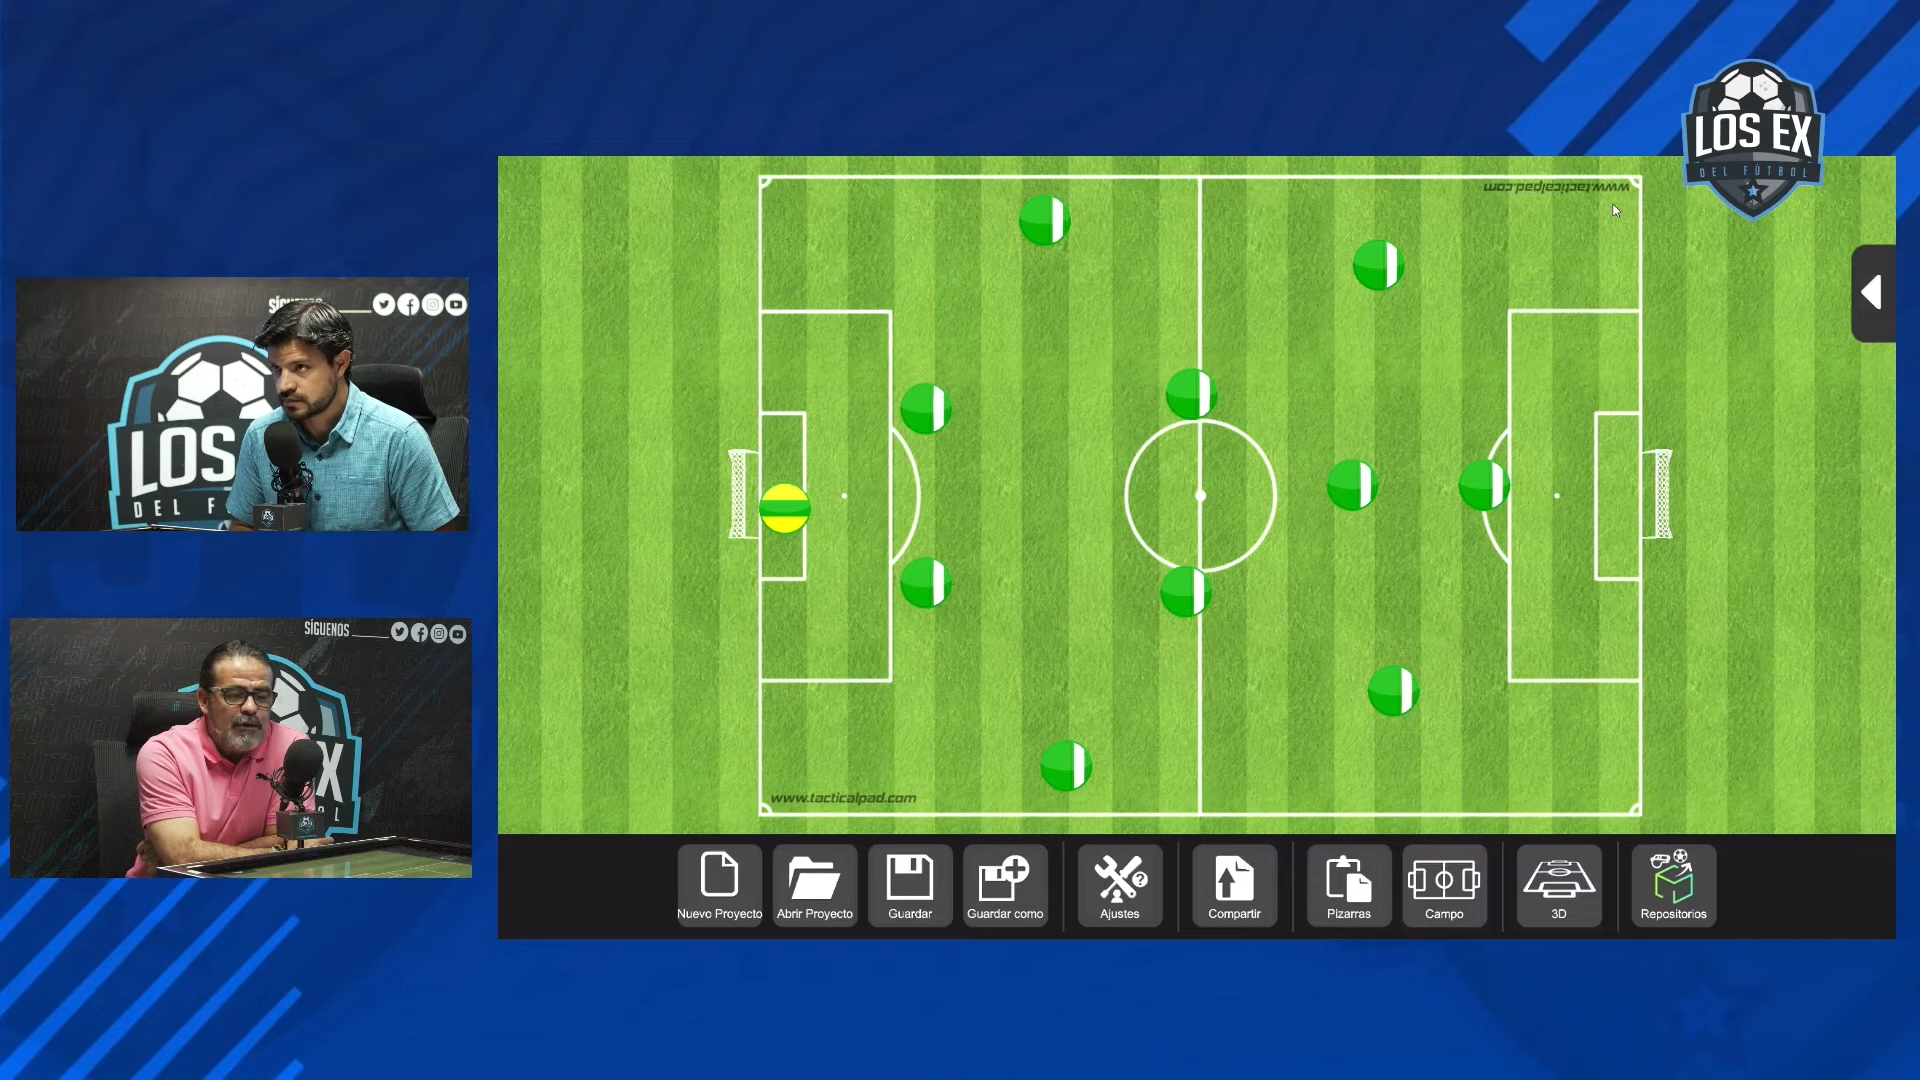 LOS EX
DEL FÚTBOL
www.tacticalpad.com
LOS
DEL F
SÍGUENOS
X
www.tacticalpad.com
Nuevo Proyecto
Abrir Proyecto
Guardar
Guardar como
Ajustes
Compartir
Pizarras
Campo
3D
Repositorios